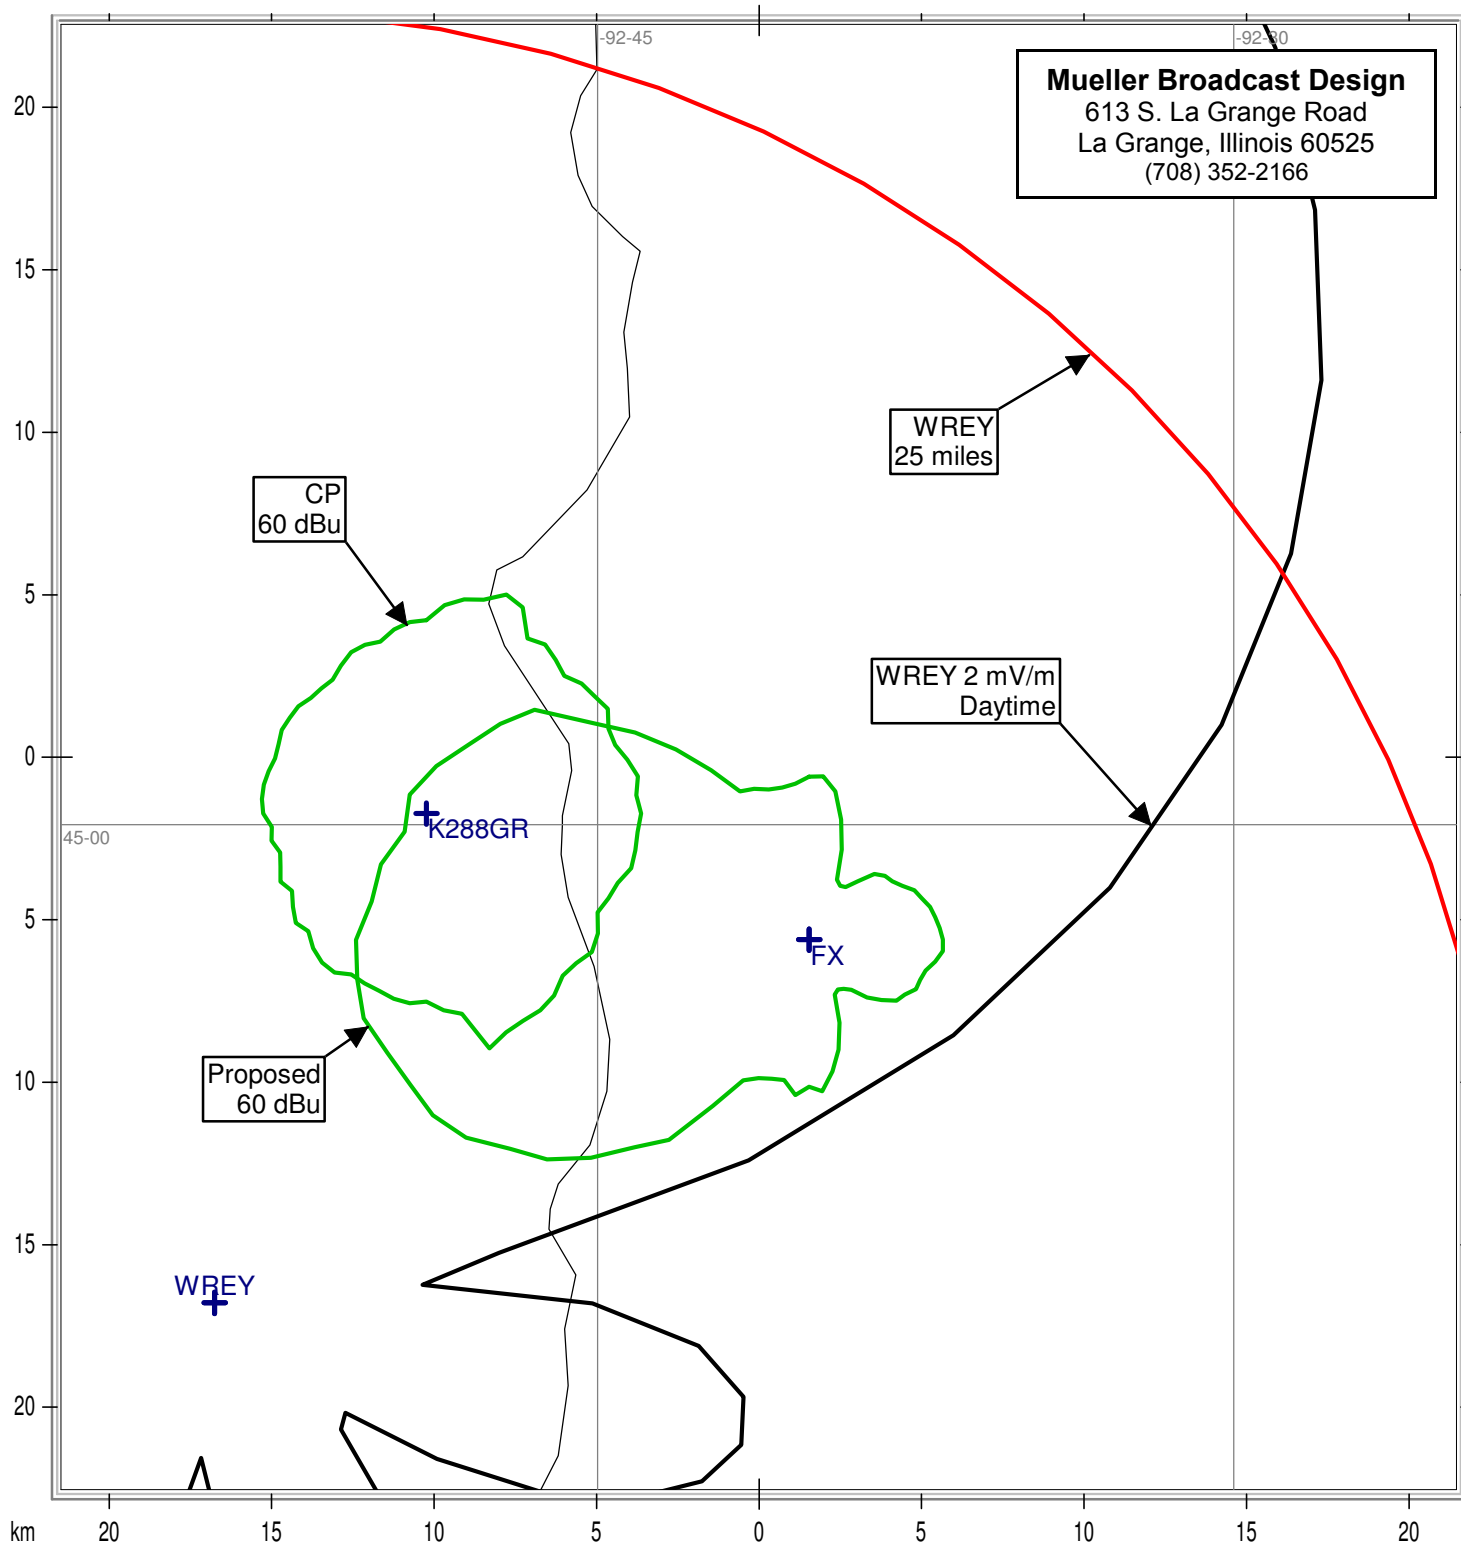 -92-45
-92-30
Mueller Broadcast Design
613 S. La Grange Road
La Grange, Illinois 60525
(708) 352-2166
20
15
WREY
25 miles
10
CP
60 dBu
5
WREY 2 mV/m
Daytime
0
K288GR
45-00
5
FX
Proposed
60 dBu
10
15
WREY
20
km 20 15 10 5 0 5 10 15 20